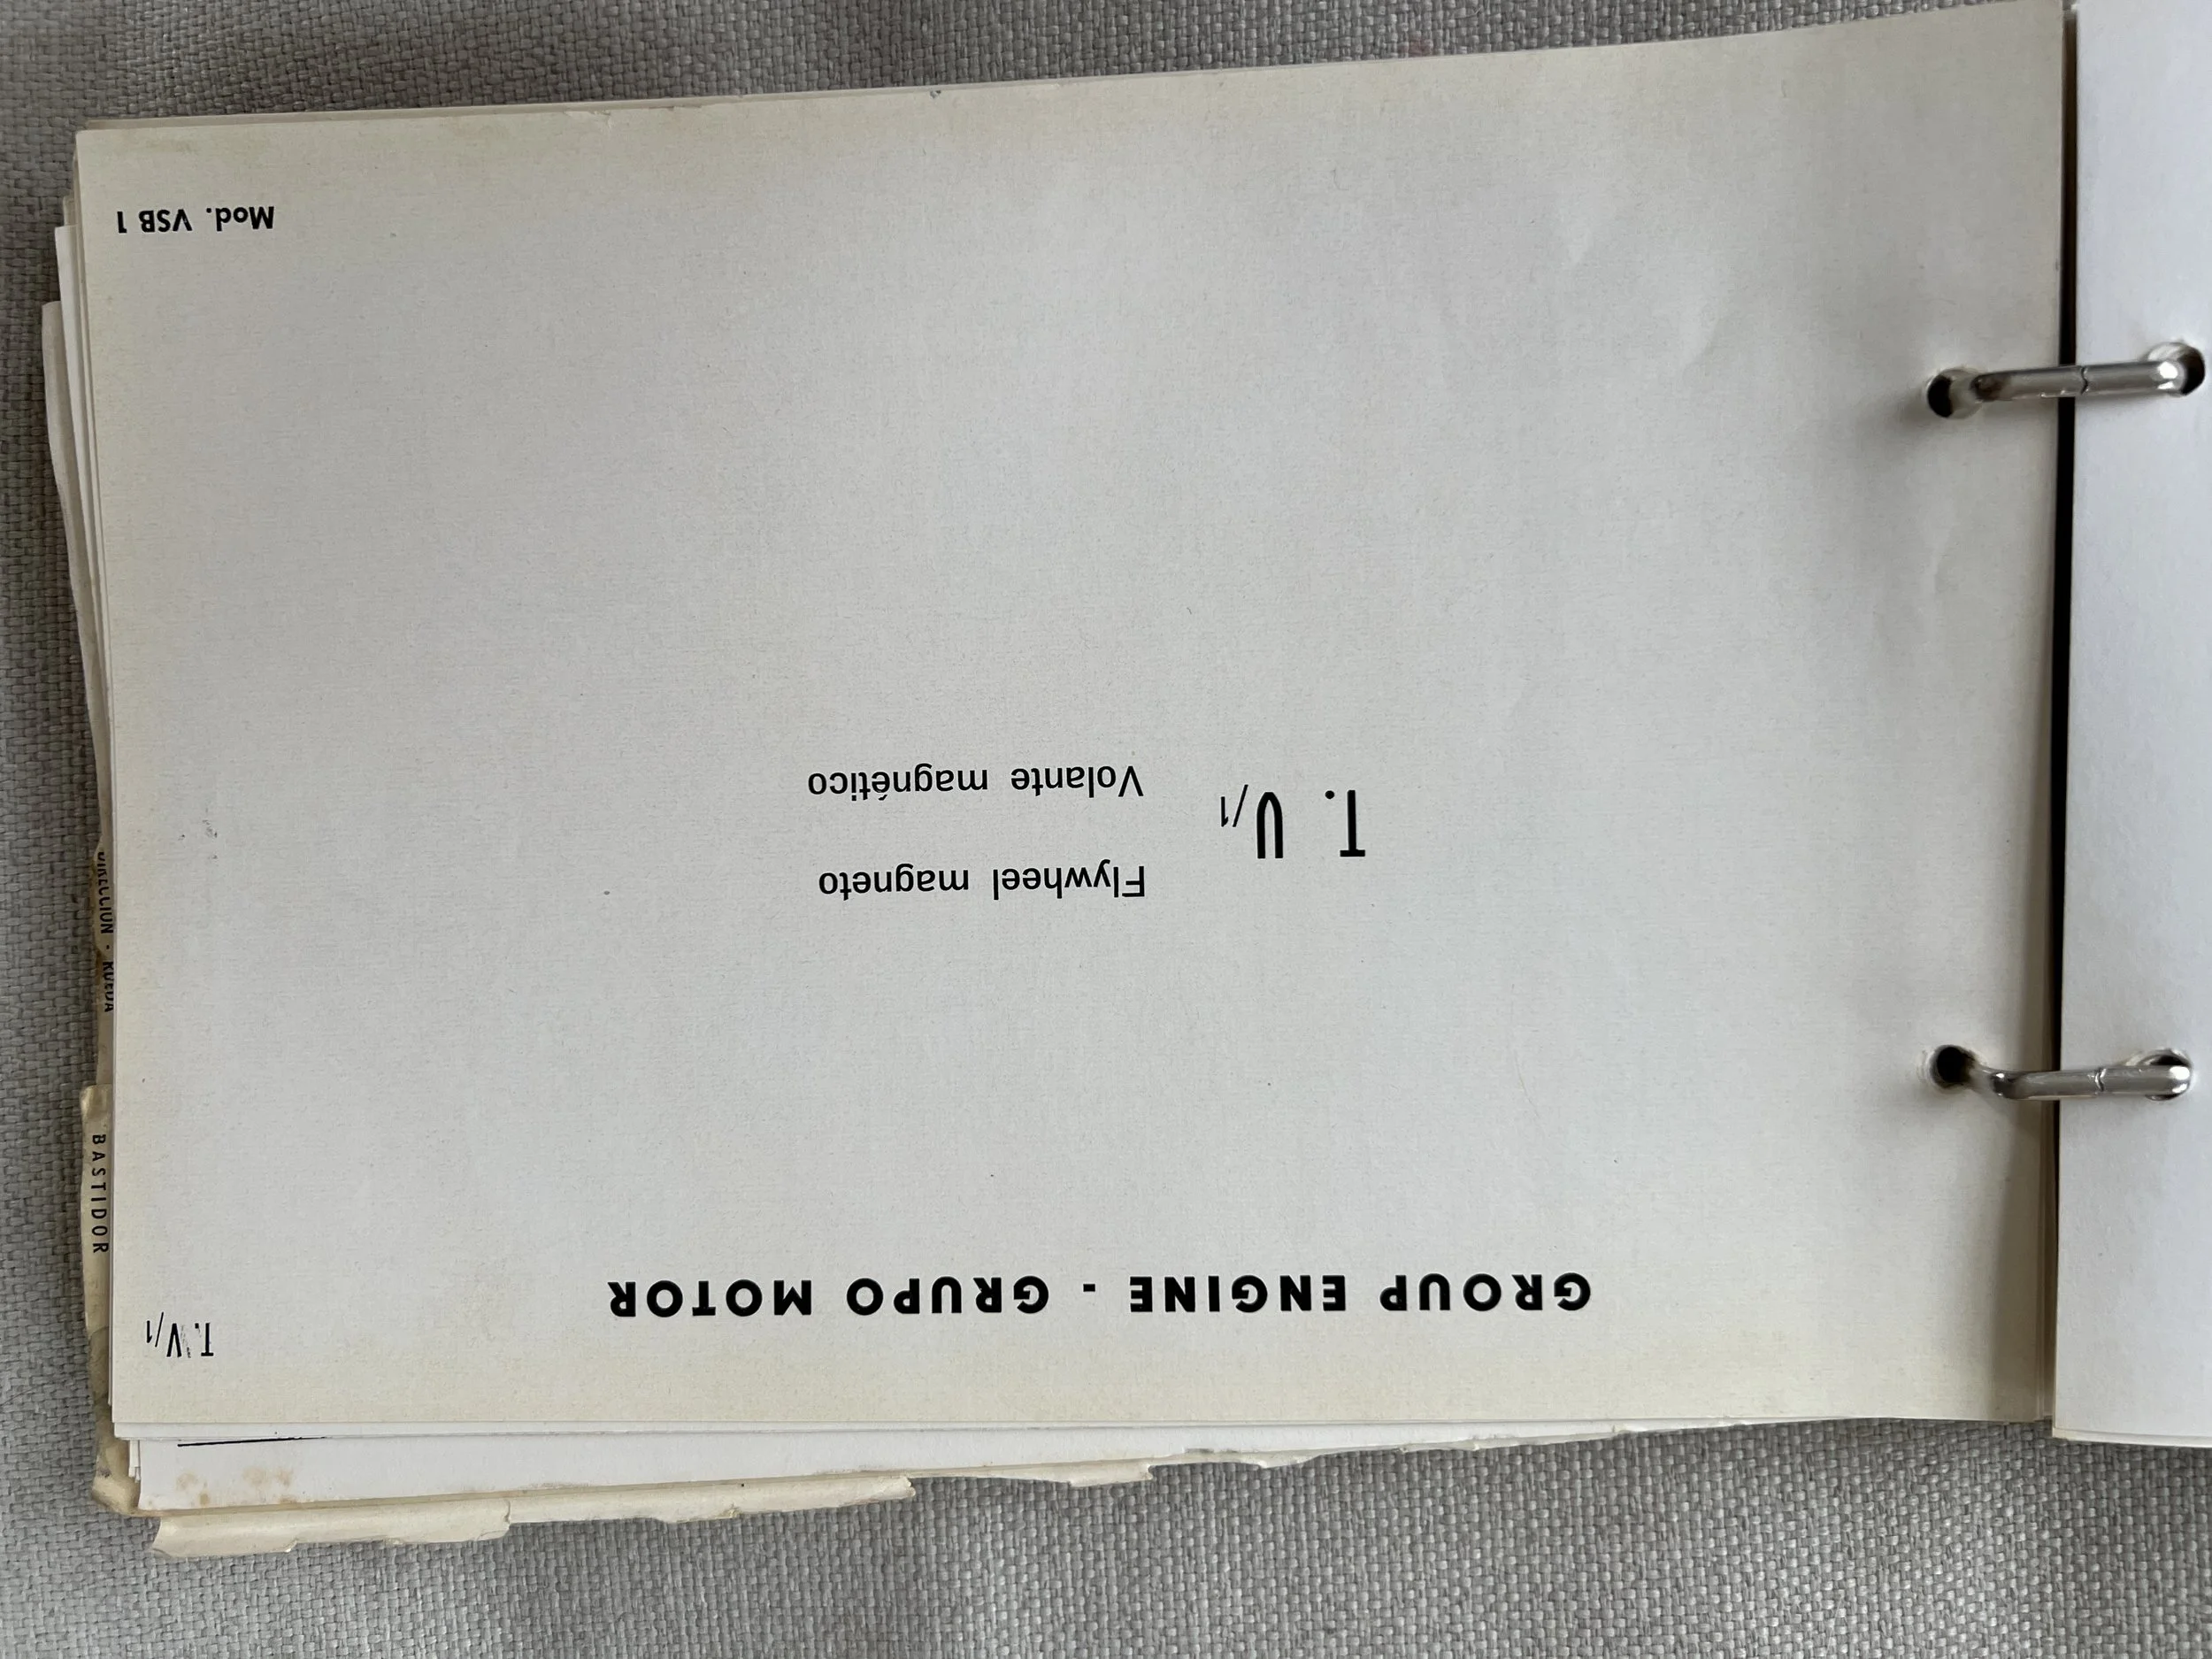 T. V/1
GROUP ENGINE - GRUPO MOTOR
T. U/1
Flywheel magneto
Volante magnético
Mod. VSB 1
BASTIDOR